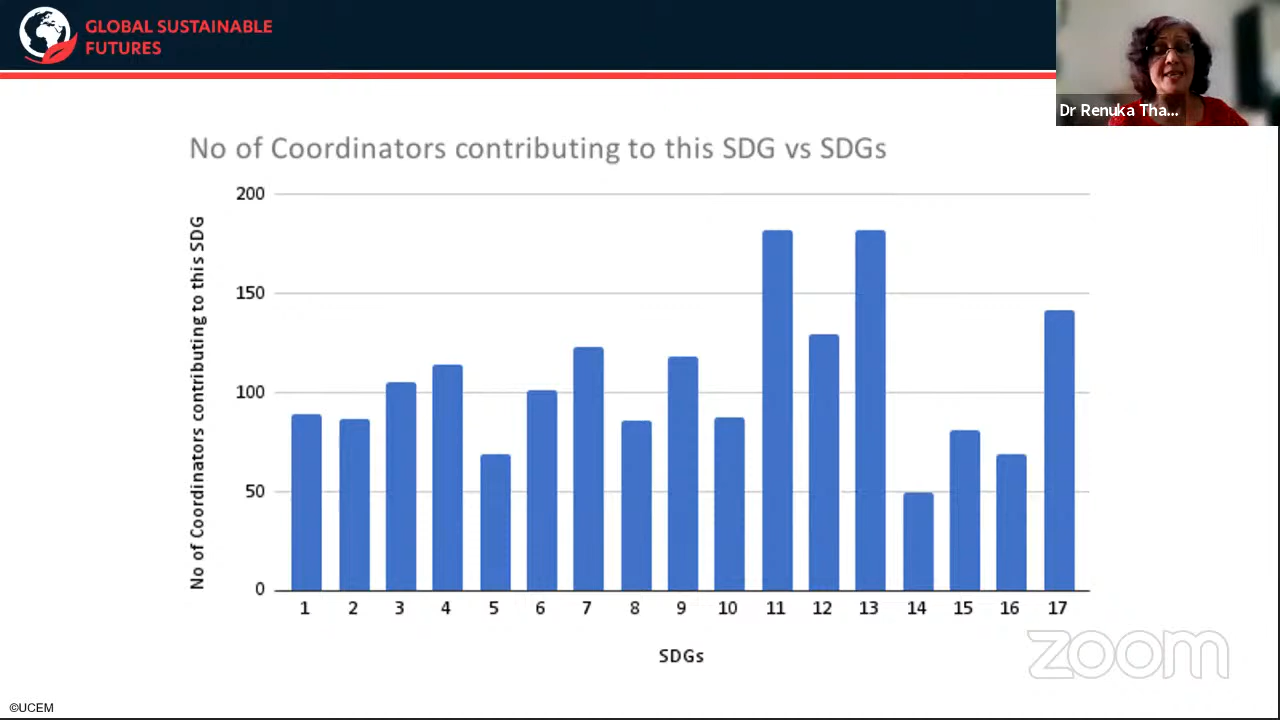 GLOBAL SUSTAINABLE
FUTURES
Dr Renuka Tha...
No of Coordinators contributing to this SDG vs SDGs
No of Coordinators contributing to this SDG
200
150
100
50
0
1 2 3 4 5 6 7 8 9 10 11 12 13 14 15 16 17
SDGs
zoom
©UCEM